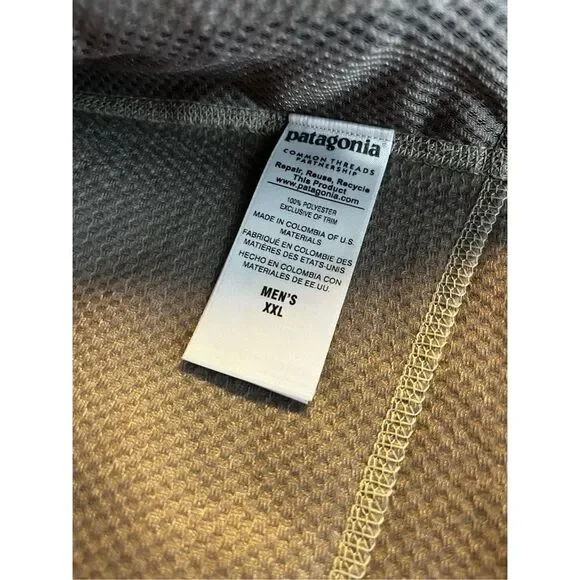 patagonia®
COMMON THREADS
PARTNERSHIP
Repair, Reuse, Recycle
This Product
www.patagonia.com
100% POLYESTER
EXCLUSIVE OF TRIM
MADE IN COLOMBIA OF U.S.
MATERIALS
FABRIQUÉ EN COLOMBIE DES
MATIÈRES DES ETATS-UNIS
HECHO EN COLOMBIA CON
MATERIALES DE EE.UU.
MEN'S
XXL